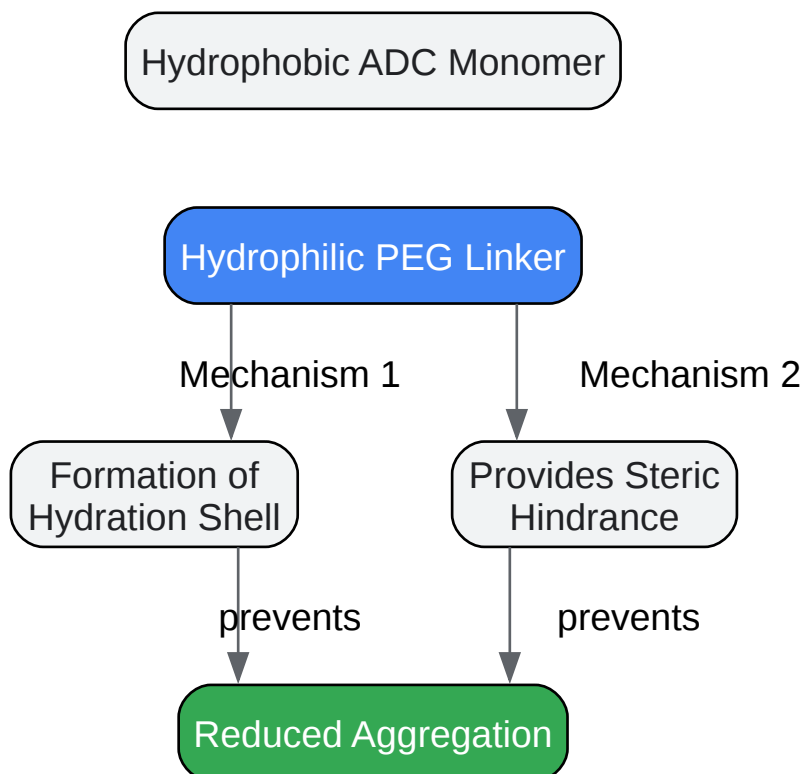 Hydrophobic ADC Monomer
Hydrophilic PEG Linker
Mechanism 1
Mechanism 2
Formation of
Hydration Shell
Provides Steric
Hindrance
prevents
prevents
Reduced Aggregation